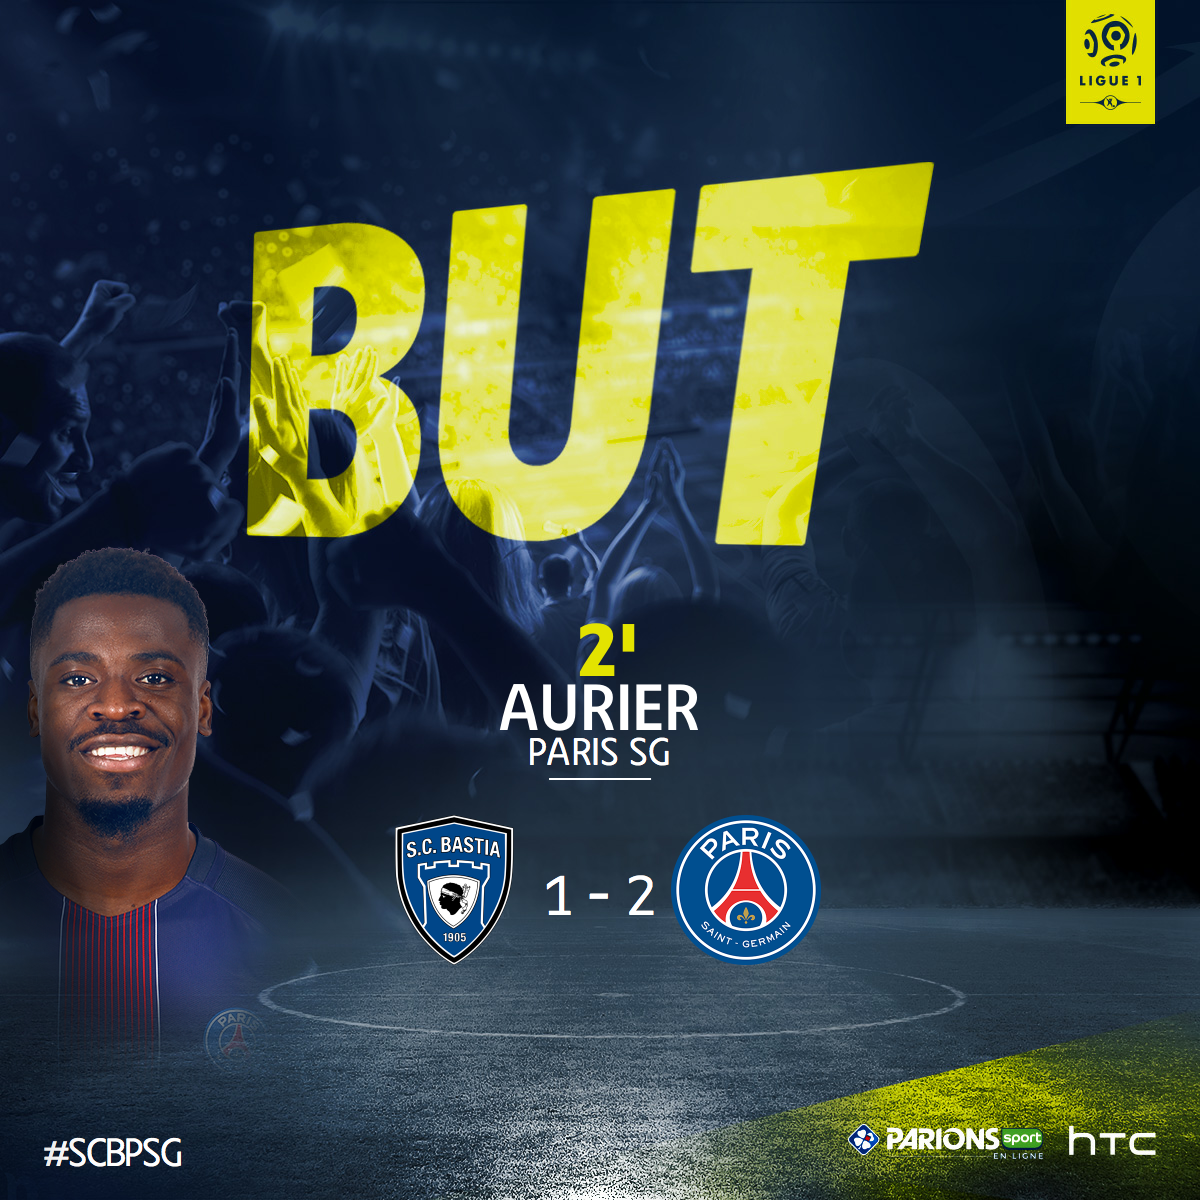 LIGUE 1
BUT
2'
AURIER
PARIS SG
S.C. BASTIA
1905
1 - 2
PARIS
SAINT - GERMAIN
PARIS
#SCBPSG
PARIONS sport
EN LIGNE
hTC